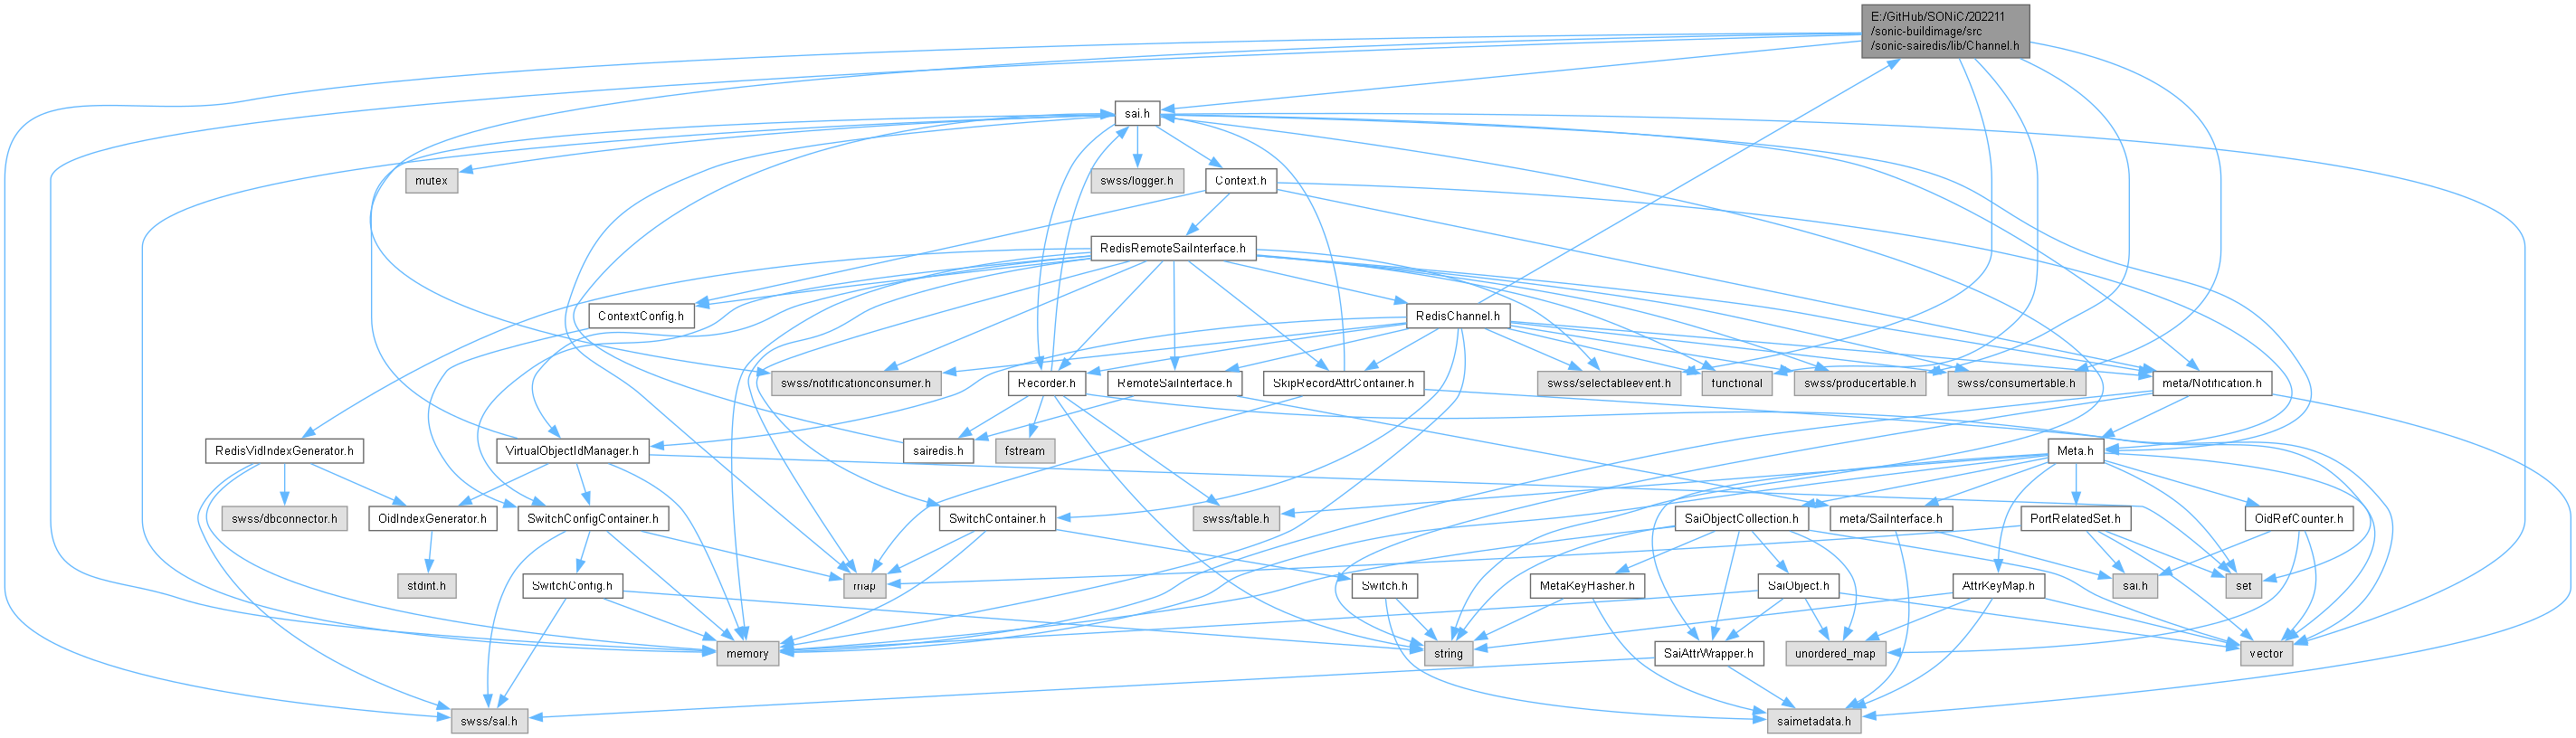 E:/GitHub/SONiC/202211
/sonic-buildimage/src
/sonic-sairedis/lib/Channel.h
sai.h
mutex
swss/logger.h
Context.h
RedisRemoteSaiInterface.h
ContextConfig.h
RedisChannel.h
swss/notificationconsumer.h
Recorder.h
RemoteSaiInterface.h
SkipRecordAttrContainer.h
swss/selectableevent.h
functional
swss/producertable.h
swss/consumertable.h
meta/Notification.h
RedisVidIndexGenerator.h
VirtualObjectIdManager.h
sairedis.h
fstream
Meta.h
swss/dbconnector.h
OidIndexGenerator.h
SwitchConfigContainer.h
SwitchContainer.h
swss/table.h
SaiObjectCollection.h
meta/SaiInterface.h
PortRelatedSet.h
OidRefCounter.h
stdint.h
SwitchConfig.h
map
Switch.h
MetaKeyHasher.h
SaiObject.h
AttrKeyMap.h
sai.h
set
memory
string
SaiAttrWrapper.h
unordered_map
vector
swss/sal.h
saimetadata.h